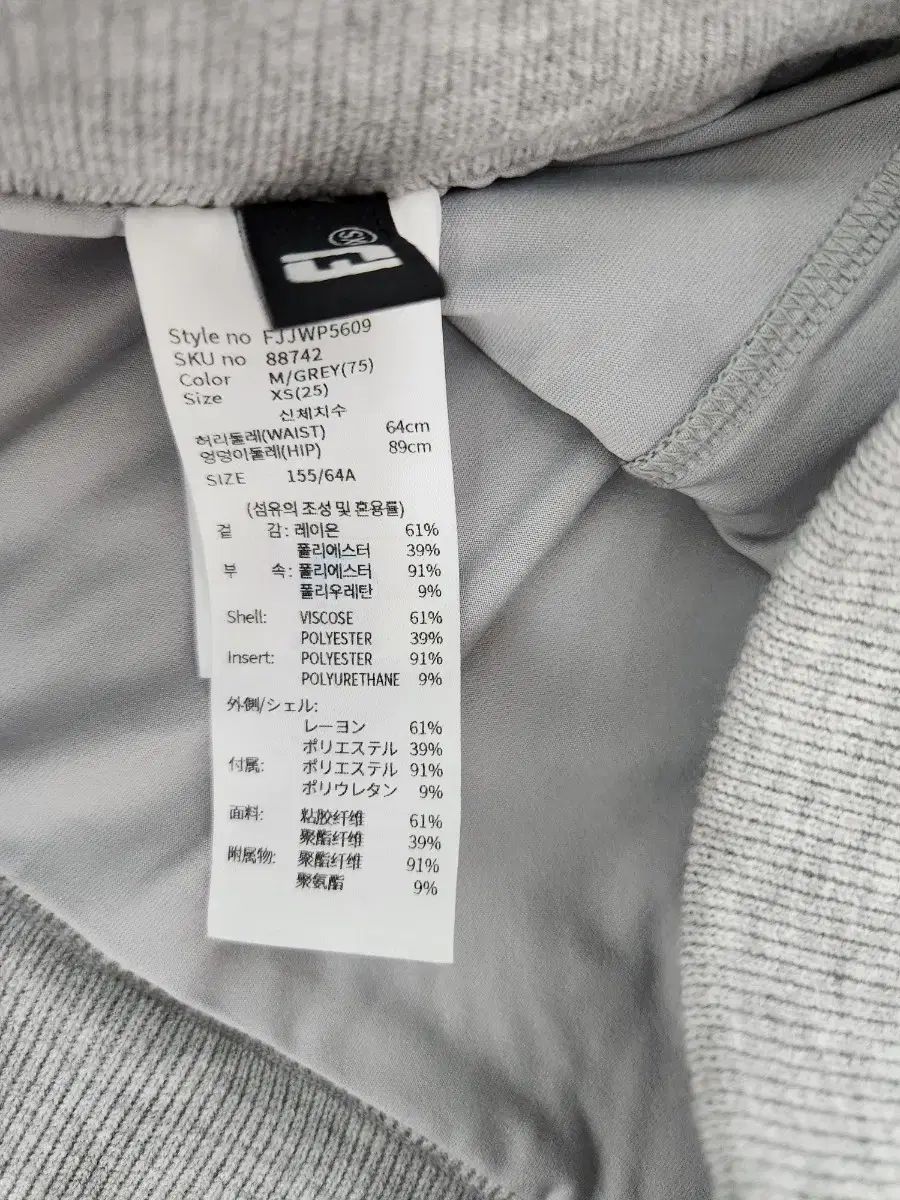 Style no FJJWP5609
SKU no 88742
Color M/GREY(75)
Size XS(25)
신체치수
허리둘레(WAIST) 64cm
엉덩이둘레(HIP) 89cm
SIZE 155/64A
(섬유의 조성 및 혼용률)
겉 감: 레이온 61%
폴리에스터 39%
부 속: 폴리에스터 91%
폴리우레탄 9%
Shell: VISCOSE 61%
POLYESTER 39%
Insert: POLYESTER 91%
POLYURETHANE 9%
外側/シェル:
レーヨン 61%
ポリエステル 39%
付属: ポリエステル 91%
ポリウレタン 9%
面料: 粘胶纤维 61%
聚酯纤维 39%
附属物: 聚酯纤维 91%
聚氨酯 9%